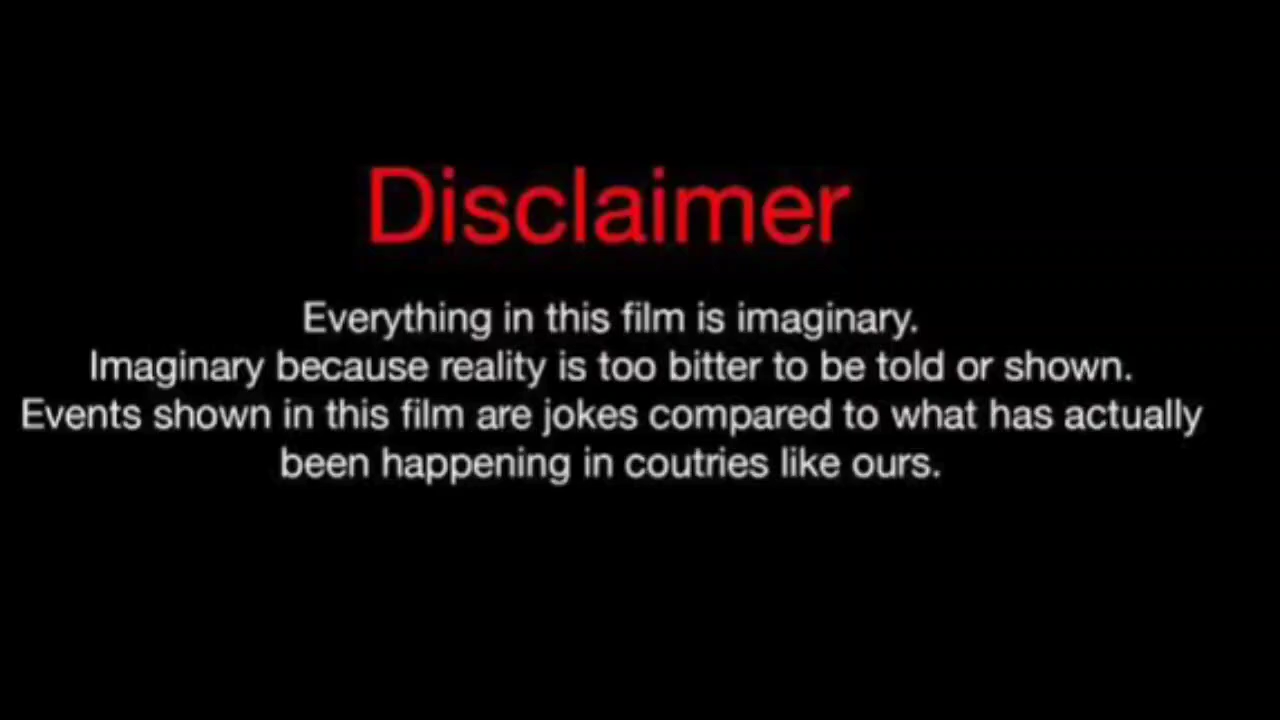 Disclaimer
Everything in this film is imaginary.
Imaginary because reality is too bitter to be told or shown.
Events shown in this film are jokes compared to what has actually
been happening in coutries like ours.